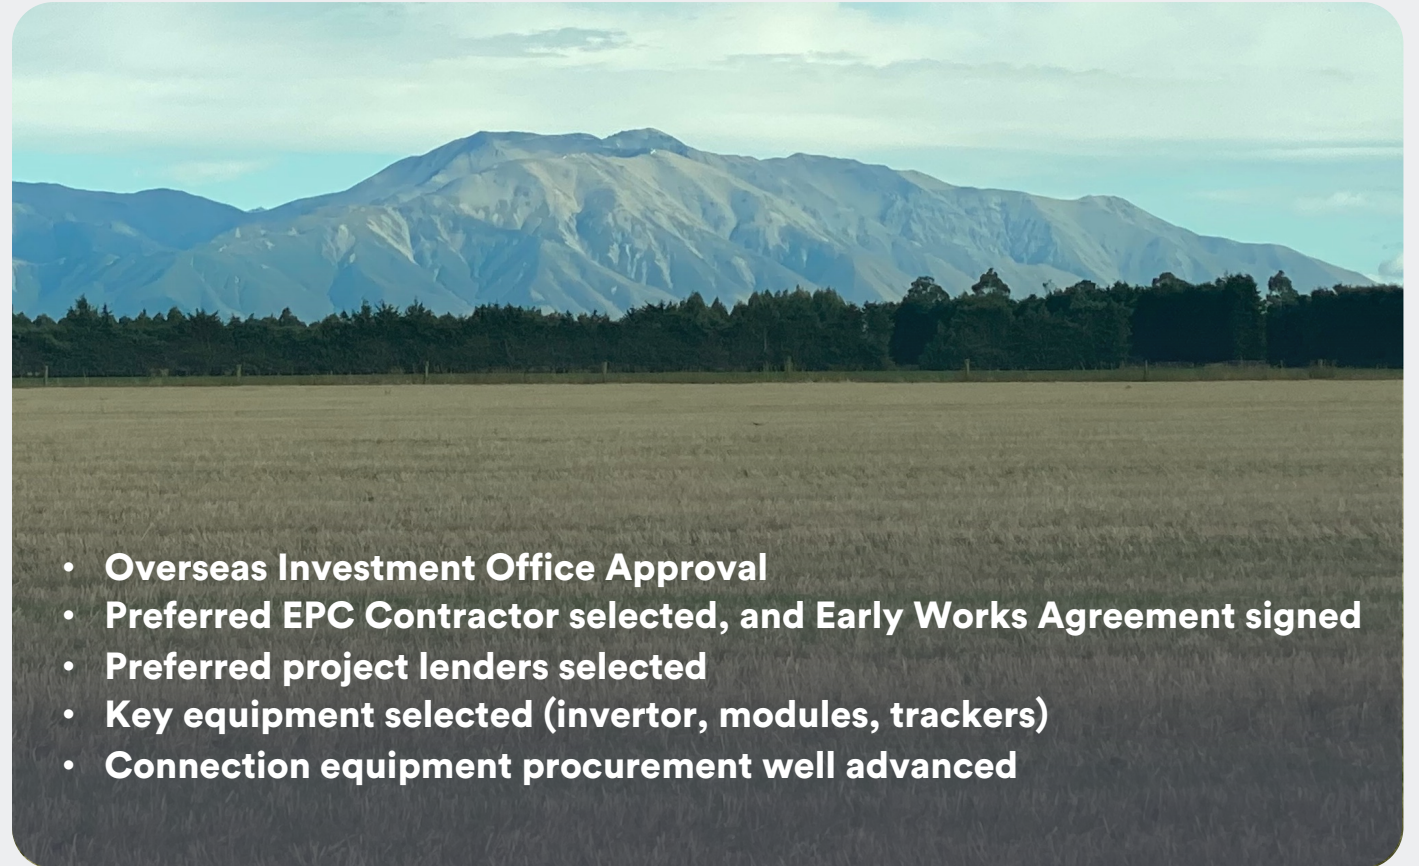 • Overseas Investment Office Approval
• Preferred EPC Contractor selected, and Early Works Agreement signed
• Preferred project lenders selected
• Key equipment selected (invertor, modules, trackers)
• Connection equipment procurement well advanced